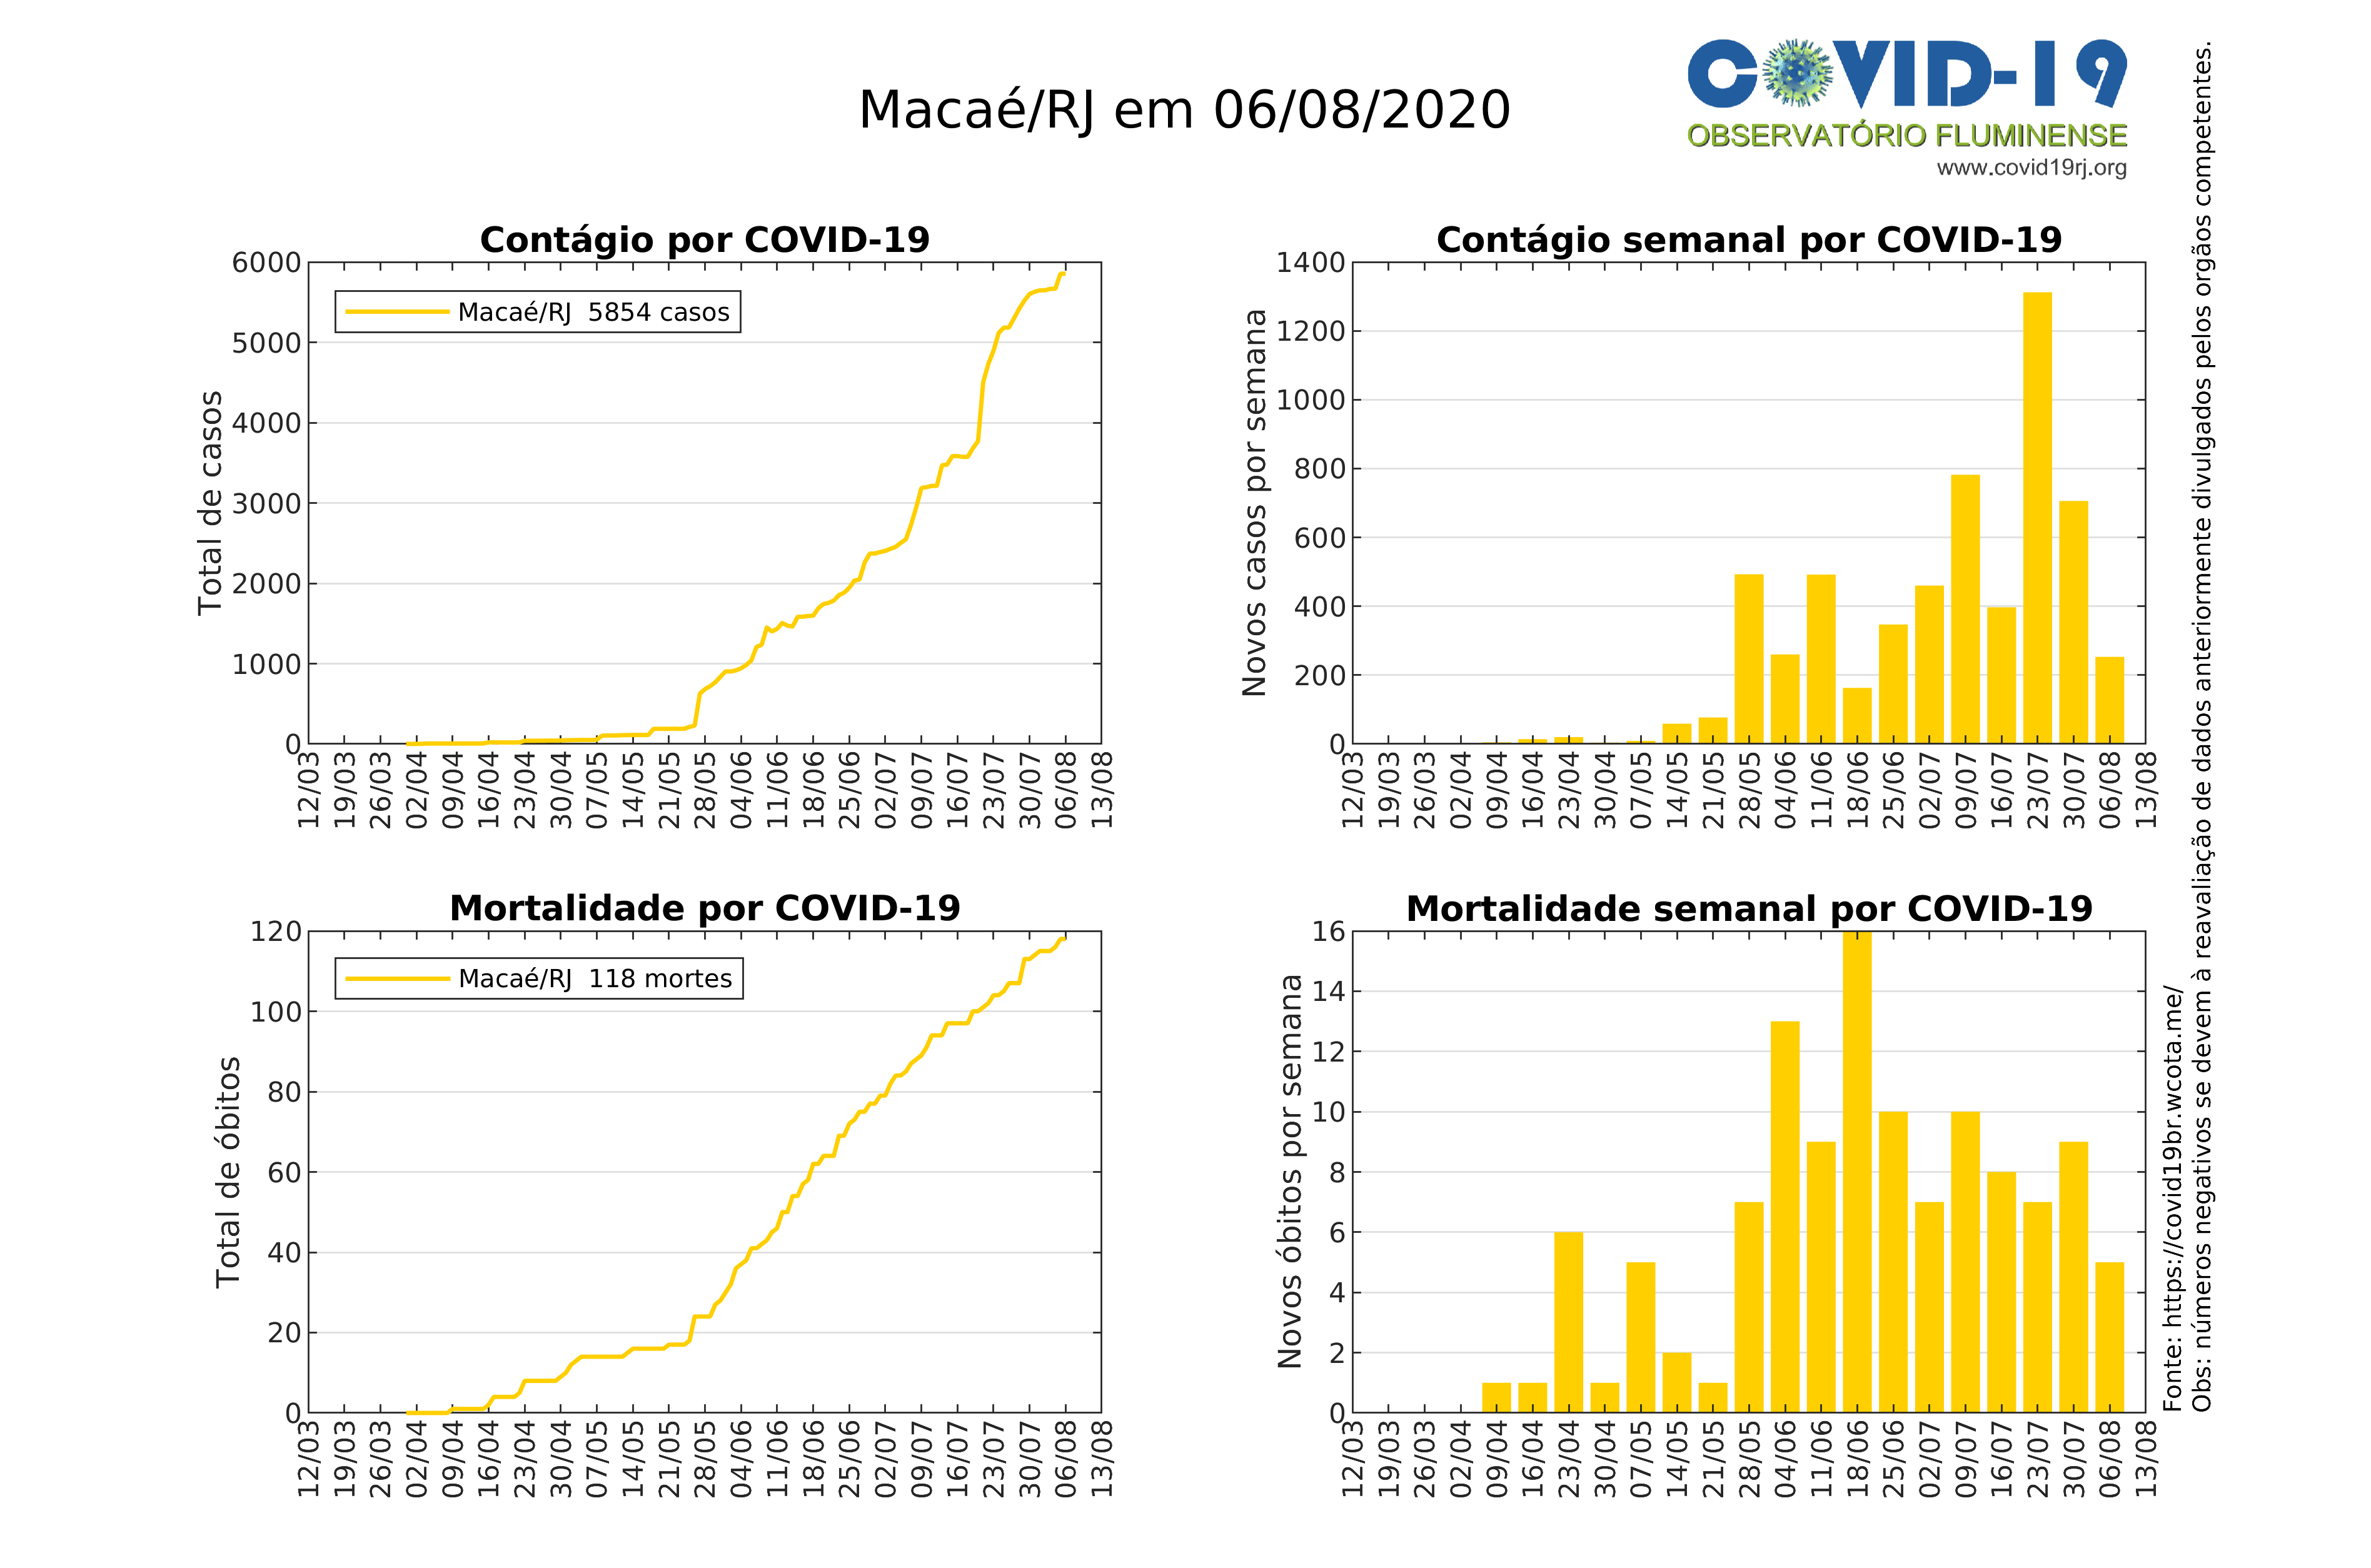 Macaé/RJ em 06/08/2020
COVID-19
OBSERVATÓRIO FLUMINENSE
www.covid19rj.org
Contágio por COVID-19
Total de casos
6000
5000
4000
3000
2000
1000
0
Macaé/RJ 5854 casos
12/03 19/03 26/03 02/04 09/04 16/04 23/04 30/04 07/05 14/05 21/05 28/05 04/06 11/06 18/06 25/06 02/07 09/07 16/07 23/07 30/07 06/08 13/08
Contágio semanal por COVID-19
Novos casos por semana
1400
1200
1000
800
600
400
200
0
12/03 19/03 26/03 02/04 09/04 16/04 23/04 30/04 07/05 14/05 21/05 28/05 04/06 11/06 18/06 25/06 02/07 09/07 16/07 23/07 30/07 06/08 13/08
Mortalidade por COVID-19
Total de óbitos
120
100
80
60
40
20
0
Macaé/RJ 118 mortes
12/03 19/03 26/03 02/04 09/04 16/04 23/04 30/04 07/05 14/05 21/05 28/05 04/06 11/06 18/06 25/06 02/07 09/07 16/07 23/07 30/07 06/08 13/08
Mortalidade semanal por COVID-19
Novos óbitos por semana
16
14
12
10
8
6
4
2
0
12/03 19/03 26/03 02/04 09/04 16/04 23/04 30/04 07/05 14/05 21/05 28/05 04/06 11/06 18/06 25/06 02/07 09/07 16/07 23/07 30/07 06/08 13/08
Fonte: https://covid19br.wcota.me/
Obs: números negativos se devem à reavaliação de dados anteriormente divulgados pelos orgãos competentes.